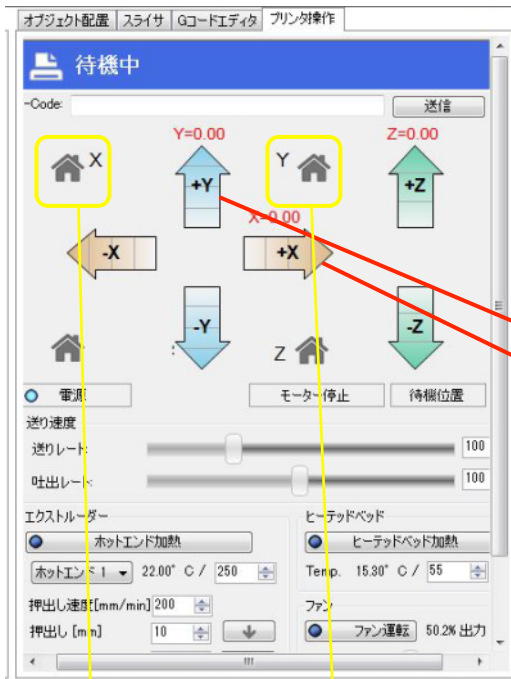 オブジェクト配置 スライサ Gコードエディタ プリンタ操作
待機中
-Code: 送信
Y=0.00 Z=0.00
X Y
+Y +Z
X=0.00
-X +X
-Y -Z
Z
電源 モーター停止 待機位置
送り速度
送りレート: 100
吐出レート: 100
エクストルーダー ヒーテッドベッド
ホットエンド加熱 ヒーテッドベッド加熱
ホットエンド 1 22.00° C / 250 Temp. 15.30° C / 55
押出し速度[mm/min] 200 ファン
押出し [mm] 10 ファン運転 50.2% 出力